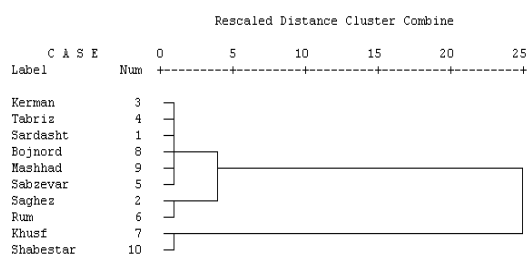 Rescaled Distance Cluster Combine
C A S E 0 5 10 15 20 25
Label Num +---------+---------+---------+---------+---------+
Kerman 3
Tabriz 4
Sardasht 1
Bojnord 8
Mashhad 9
Sabzevar 5
Saghez 2
Rum 6
Khusf 7
Shabestar 10